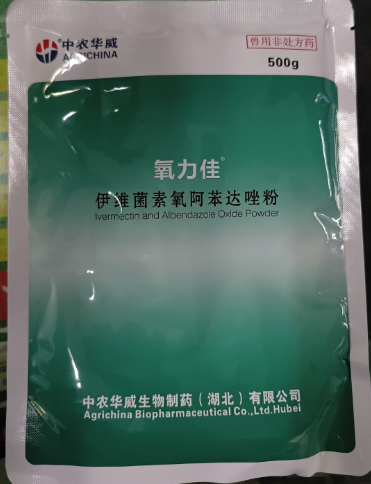 中农华威
AGRICHINA
兽用非处方药
500g
氧力佳®
伊维菌素氧阿苯达唑粉
Ivermectin and Albendazole Oxide Powder
中农华威生物制药（湖北）有限公司
Agrichina Biopharmaceutical Co.,Ltd.Hubei